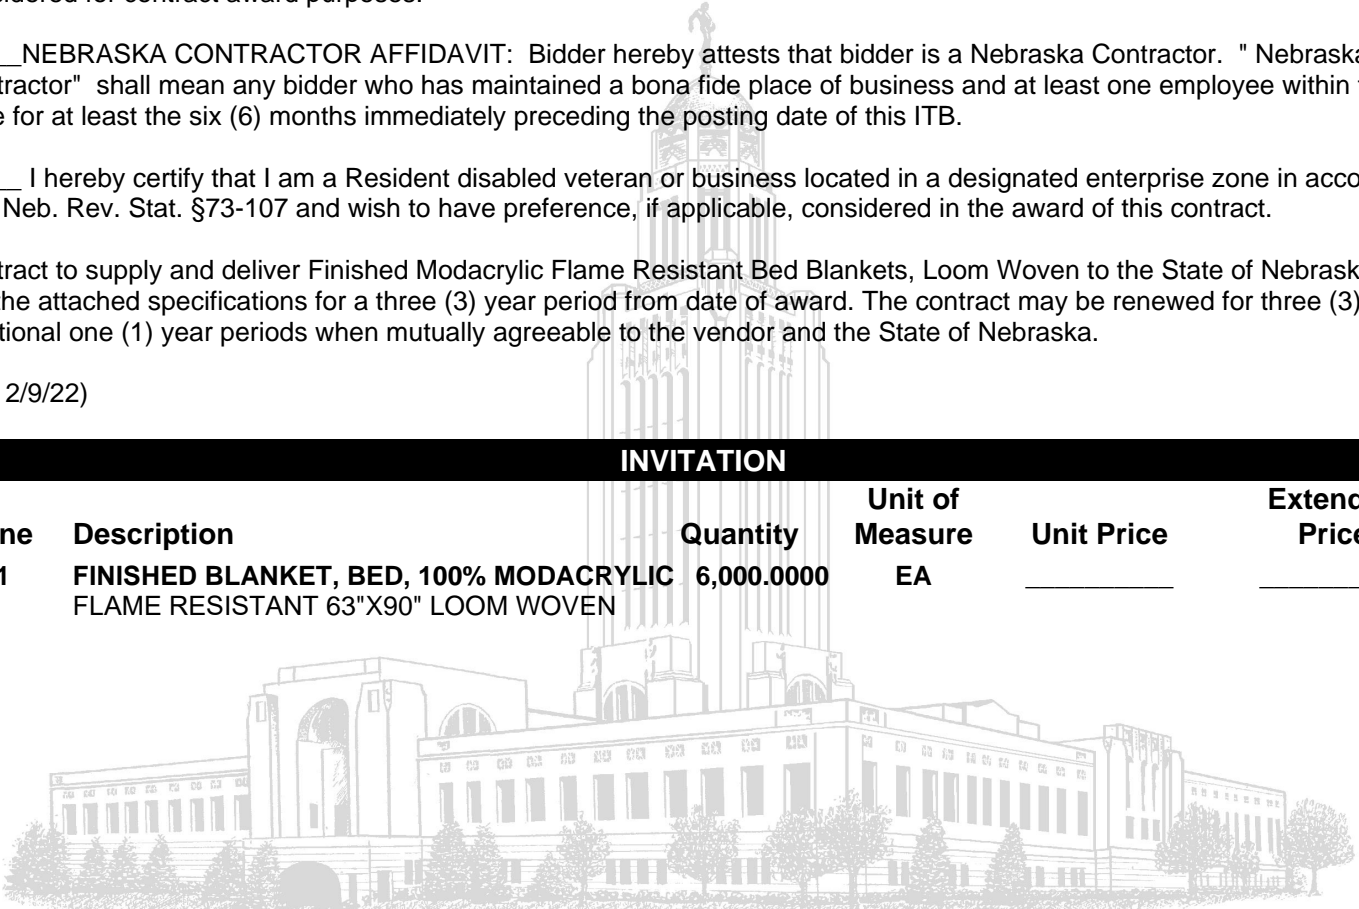 sidered for contract award purposes.
__NEBRASKA CONTRACTOR AFFIDAVIT: Bidder hereby attests that bidder is a Nebraska Contractor. " Nebraska
tractor" shall mean any bidder who has maintained a bona fide place of business and at least one employee within
e for at least the six (6) months immediately preceding the posting date of this ITB.
__ I hereby certify that I am a Resident disabled veteran or business located in a designated enterprise zone in acco
Neb. Rev. Stat. §73-107 and wish to have preference, if applicable, considered in the award of this contract.
tract to supply and deliver Finished Modacrylic Flame Resistant Bed Blankets, Loom Woven to the State of Nebrask
the attached specifications for a three (3) year period from date of award. The contract may be renewed for three (3)
tional one (1) year periods when mutually agreeable to the vendor and the State of Nebraska.
2/9/22)
INVITATION
ne Description Quantity Unit of Measure Unit Price Extend Price
1 FINISHED BLANKET, BED, 100% MODACRYLIC 6,000.0000 EA __________ _______
FLAME RESISTANT 63"X90" LOOM WOVEN